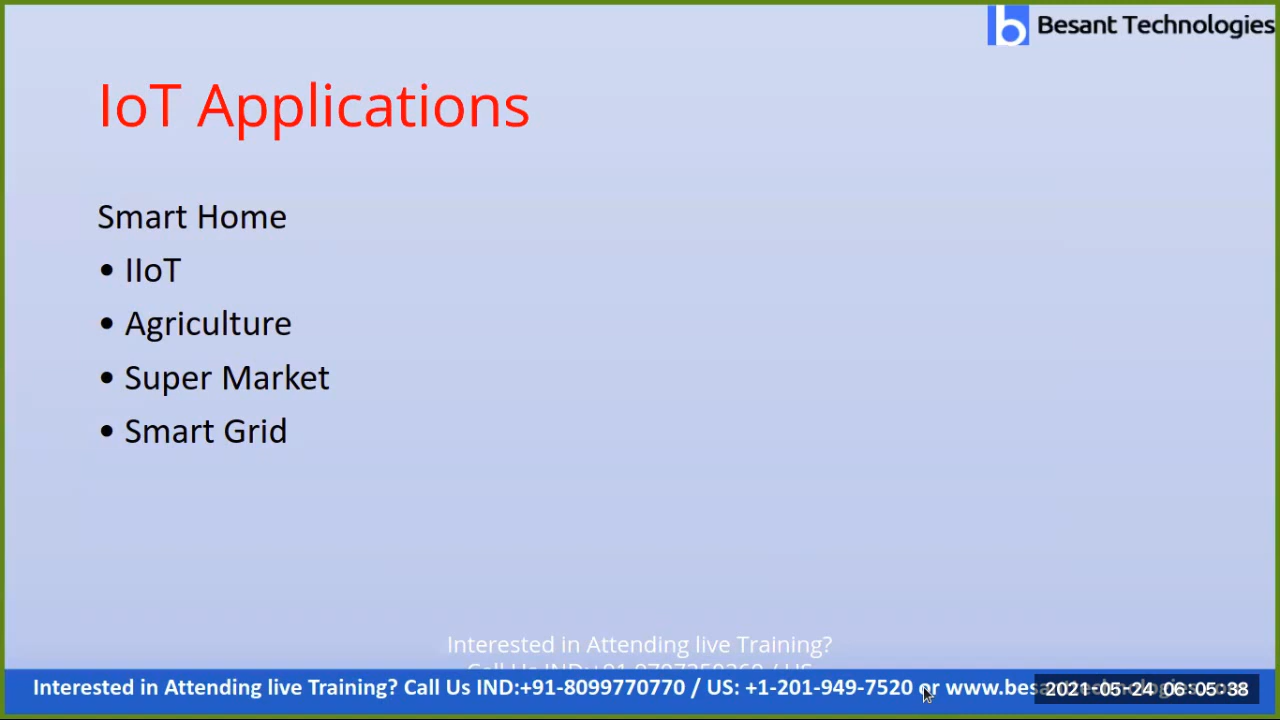 Besant Technologies
IoT Applications
Smart Home
• IIoT
• Agriculture
• Super Market
• Smart Grid
Interested in Attending live Training?
Interested in Attending live Training? Call Us IND:+91-8099770770 / US: +1-201-949-7520 or
2021-05-24 06:05:38